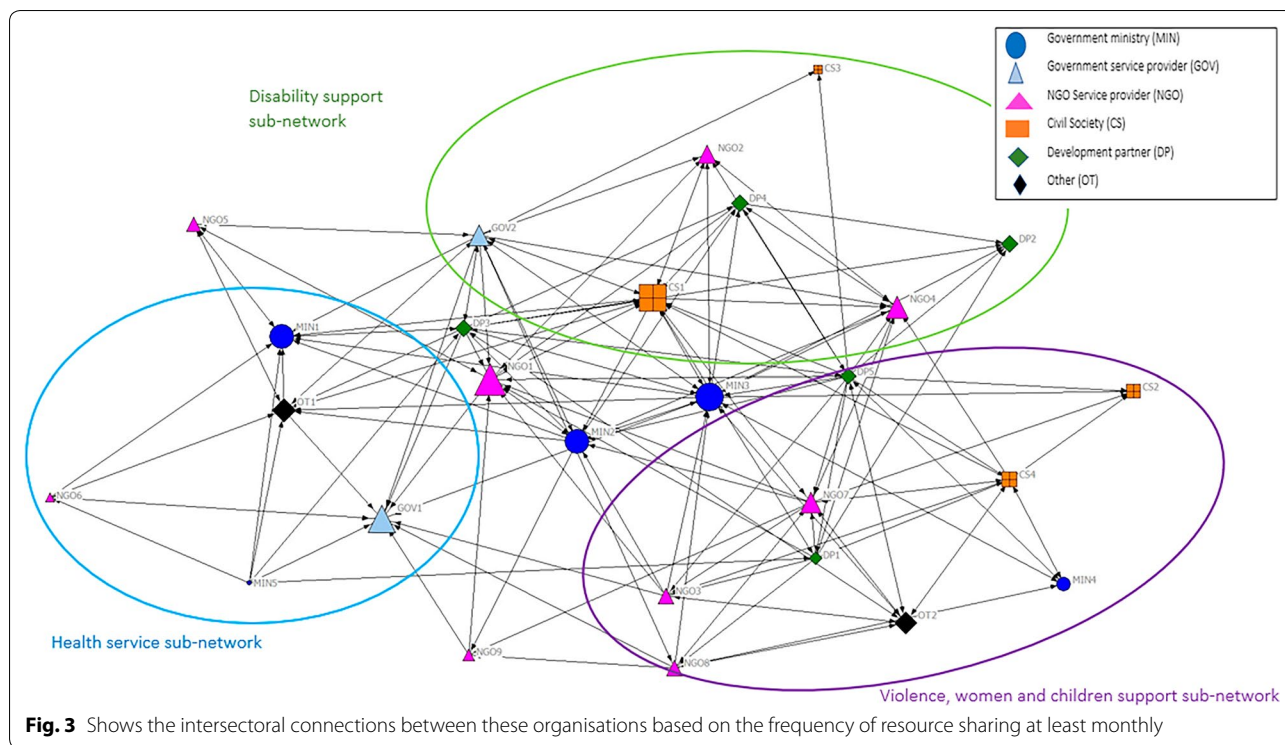 Government ministry (MIN)
Government service provider (GOV)
NGO Service provider (NGO)
Civil Society (CS)
Development partner (DP)
Other (OT)
CS3
Disability support
sub-network
NGO2
DP4
NGO5
GOV2
DP2
CS1
NGO4
MIN1
DP3
NGO1
DP5
MIN3
CS2
OT1
MIN2
CS4
NGO6
NGO7
GOV1
DP1
MIN5
MIN4
NGO3
OT2
Health service sub-network
NGO9
NGO8
Violence, women and children support sub-network
Fig. 3 Shows the intersectoral connections between these organisations based on the frequency of resource sharing at least monthly